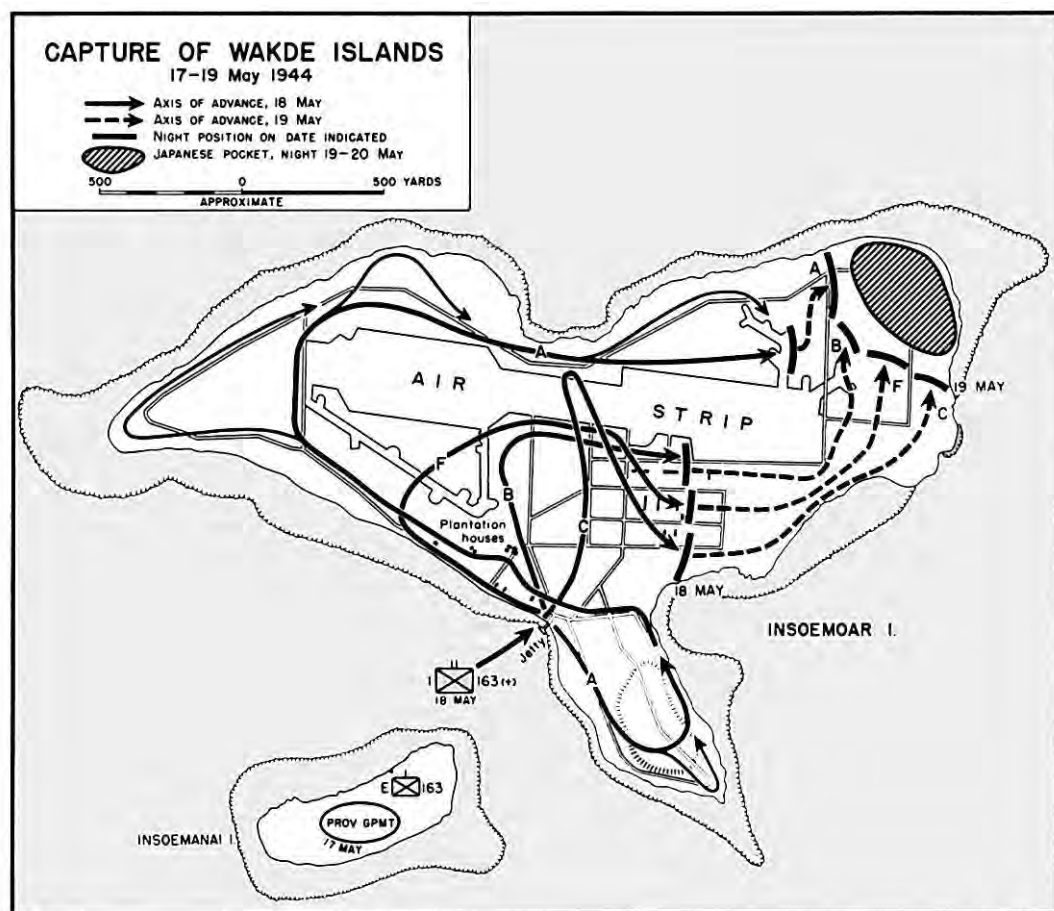 CAPTURE OF WAKDE ISLANDS
17-19 May 1944
AXIS OF ADVANCE, 18 MAY
AXIS OF ADVANCE, 19 MAY
NIGHT POSITION ON DATE INDICATED
JAPANESE POCKET, NIGHT 19-20 MAY
500 0 500 YARDS
APPROXIMATE
A
A
B
19 MAY
F
C
AIR
STRIP
F
B
C
Plantation
houses
18 MAY
INSOEMOAR I.
Jetty
1 163 (+)
18 MAY
A
E 163
PROV GPMT
17 MAY
INSOEMANAI I.